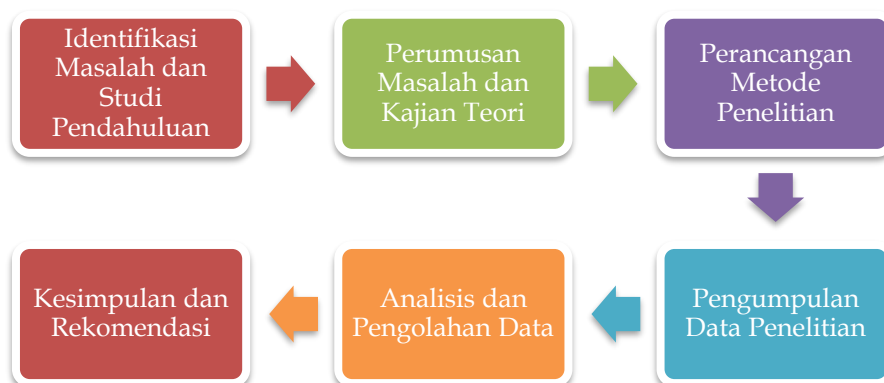 Identifikasi
Masalah dan
Studi
Pendahuluan
Perumusan
Masalah dan
Kajian Teori
Perancangan
Metode
Penelitian
Pengumpulan
Data Penelitian
Analisis dan
Pengolahan Data
Kesimpulan dan
Rekomendasi